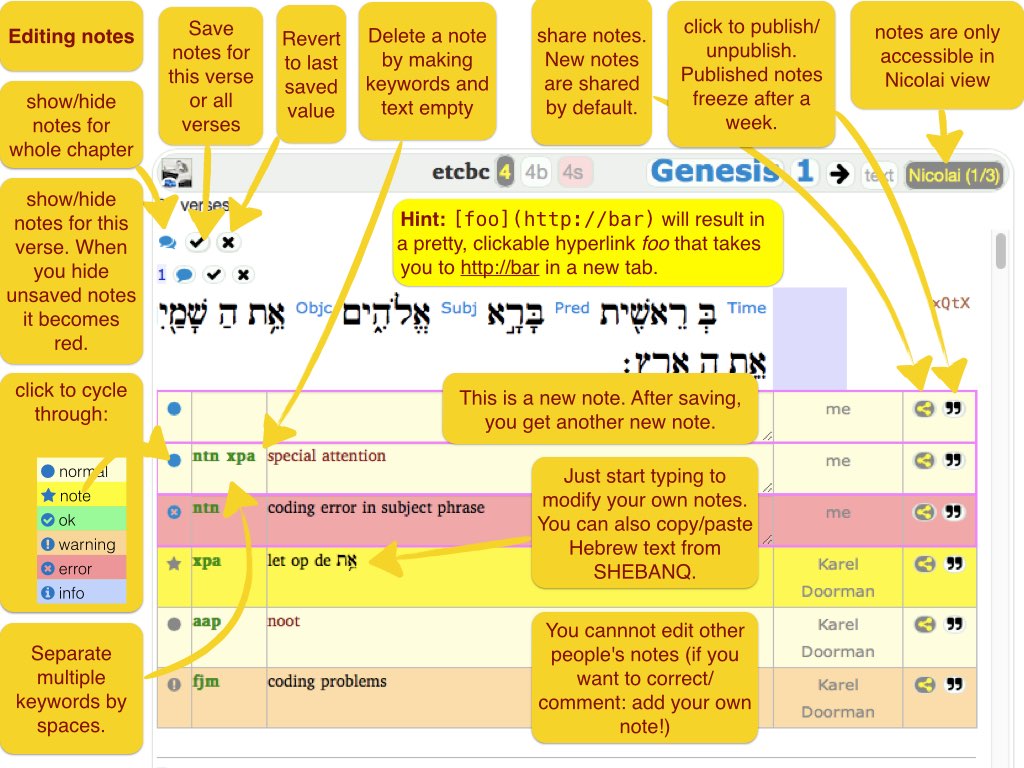 Editing notes
Save
notes for
this verse
or all
verses
Revert
to last
saved
value
Delete a note
by making
keywords and
text empty
share notes.
New notes
are shared
by default.
click to publish/
unpublish.
Published notes
freeze after a
week.
notes are only
accessible in
Nicolai view
show/hide
notes for
whole chapter
etcbc 4 4b 4s
Genesis 1 text Nicolai (1/3)
verses
show/hide
notes for this
verse. When
you hide
unsaved notes
it becomes
red.
Hint: [foo](http://bar) will result in
a pretty, clickable hyperlink foo that takes
you to http://bar in a new tab.
1
Time בְּ רֵאשִׁ֖ית Pred בָּרָ֣א Subj אֱלֹהִ֑ים Objc אֵ֥ת הַ שָּׁמַ֖יִ
xQtX
אֵ֥ת הָ אָֽרֶץ׃
click to cycle
through:
normal
note
ok
warning
error
info
This is a new note. After saving,
you get another new note.
me
ntn xpa special attention me
ntn coding error in subject phrase me
xpa let op de אֵ֥ת Karel
Doorman
aap noot Karel
Doorman
fjm coding problems Karel
Doorman
Just start typing to
modify your own notes.
You can also copy/paste
Hebrew text from
SHEBANQ.
You cannnot edit other
people's notes (if you
want to correct/
comment: add your own
note!)
Separate
multiple
keywords by
spaces.